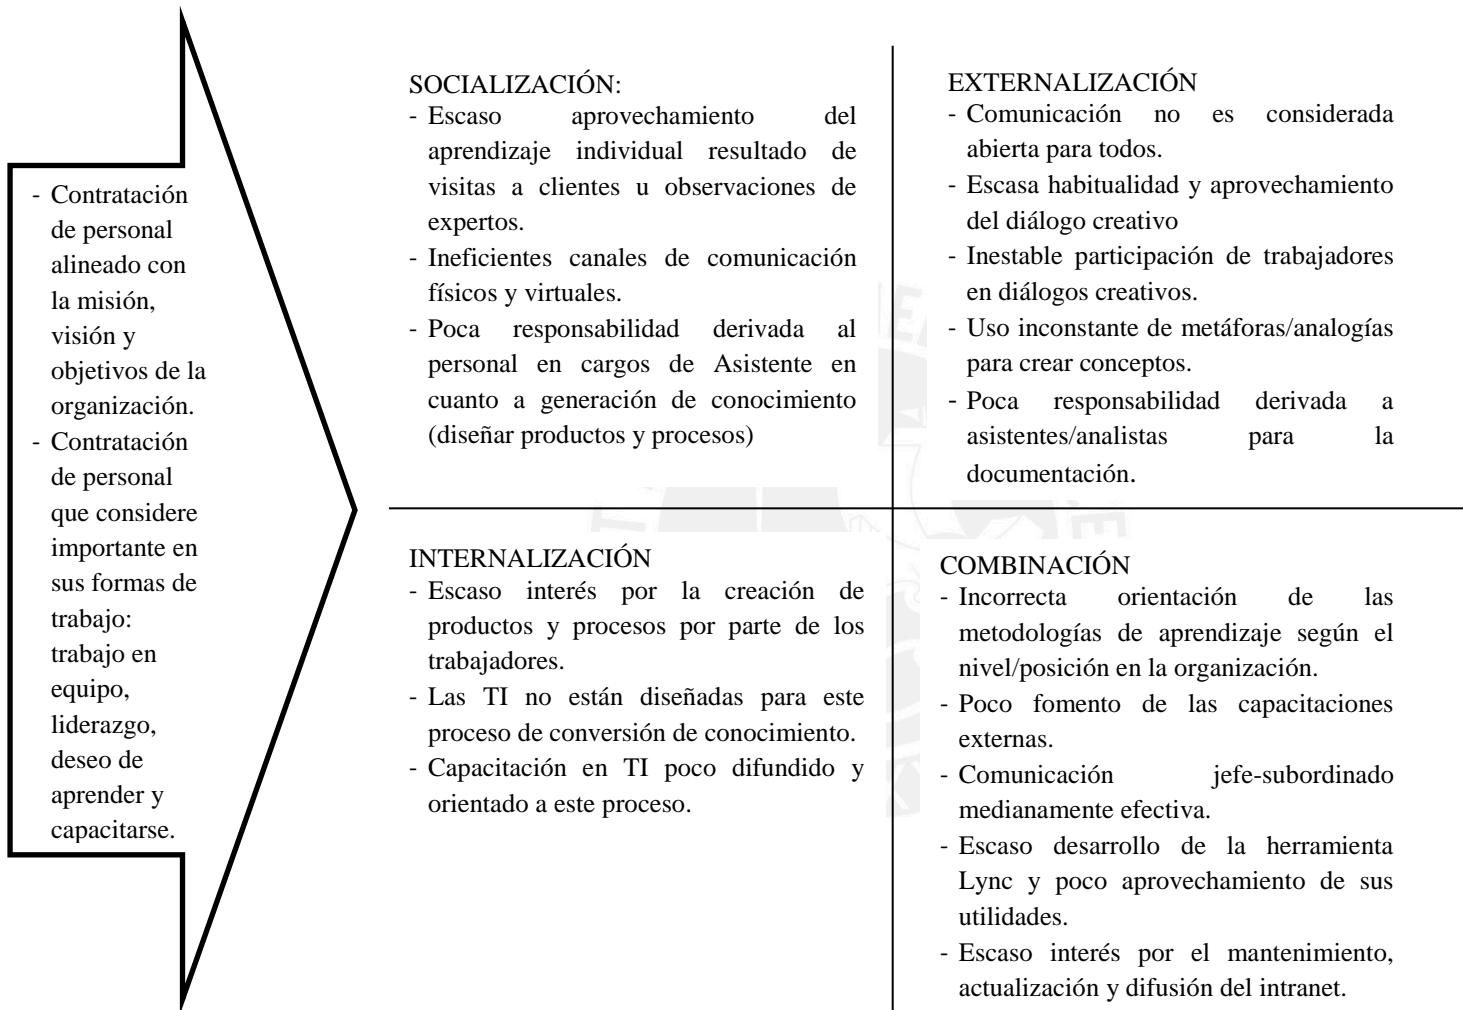 - Contratación
de personal
alineado con
la misión,
visión y
objetivos de la
organización.
- Contratación
de personal
que considere
importante en
sus formas de
trabajo:
trabajo en
equipo,
liderazgo,
deseo de
aprender y
capacitarse.
SOCIALIZACIÓN:
- Escaso aprovechamiento del
aprendizaje individual resultado de
visitas a clientes u observaciones de
expertos.
- Ineficientes canales de comunicación
físicos y virtuales.
- Poca responsabilidad derivada al
personal en cargos de Asistente en
cuanto a generación de conocimiento
(diseñar productos y procesos)
EXTERNALIZACIÓN
- Comunicación no es considerada
abierta para todos.
- Escasa habitualidad y aprovechamiento
del diálogo creativo
- Inestable participación de trabajadores
en diálogos creativos.
- Uso inconstante de metáforas/analogías
para crear conceptos.
- Poca responsabilidad derivada a
asistentes/analistas para la
documentación.
INTERNALIZACIÓN
- Escaso interés por la creación de
productos y procesos por parte de los
trabajadores.
- Las TI no están diseñadas para este
proceso de conversión de conocimiento.
- Capacitación en TI poco difundido y
orientado a este proceso.
COMBINACIÓN
- Incorrecta orientación de las
metodologías de aprendizaje según el
nivel/posición en la organización.
- Poco fomento de las capacitaciones
externas.
- Comunicación jefe-subordinado
medianamente efectiva.
- Escaso desarrollo de la herramienta
Lync y poco aprovechamiento de sus
utilidades.
- Escaso interés por el mantenimiento,
actualización y difusión del intranet.